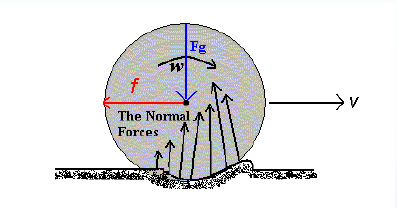 Fg
w
f
v
The Normal
Forces